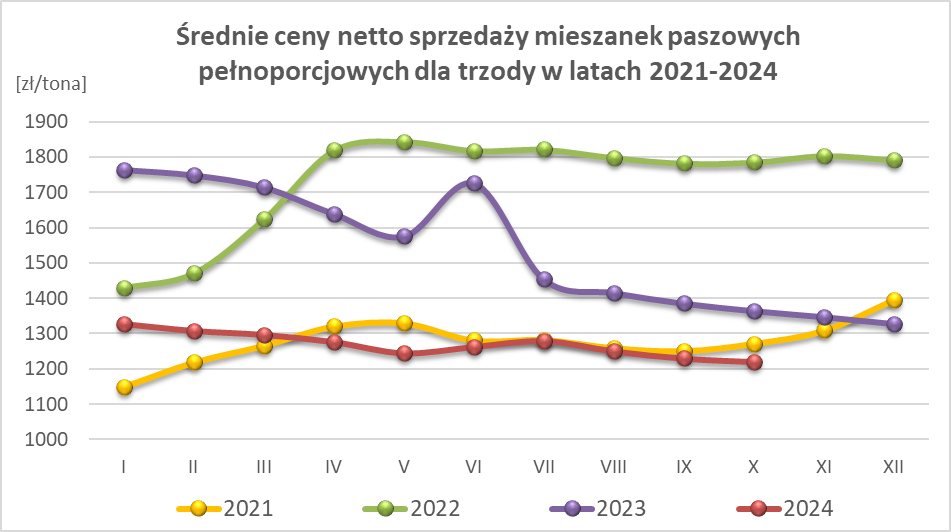 Średnie ceny netto sprzedaży mieszanek paszowych
pełnoporcjowych dla trzody w latach 2021-2024
[zł/tona]
1900
1800
1700
1600
1500
1400
1300
1200
1100
1000
I II III IV V VI VII VIII IX X XI XII
2021 2022 2023 2024